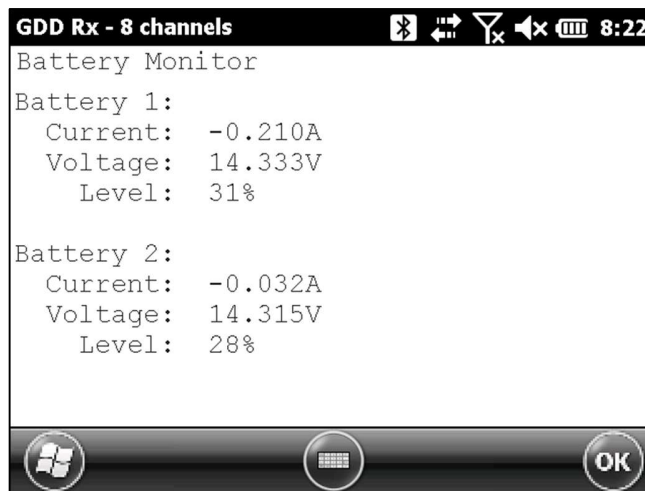 GDD Rx - 8 channels 8:22
Battery Monitor
Battery 1:
Current: -0.210A
Voltage: 14.333V
Level: 31%
Battery 2:
Current: -0.032A
Voltage: 14.315V
Level: 28%
OK